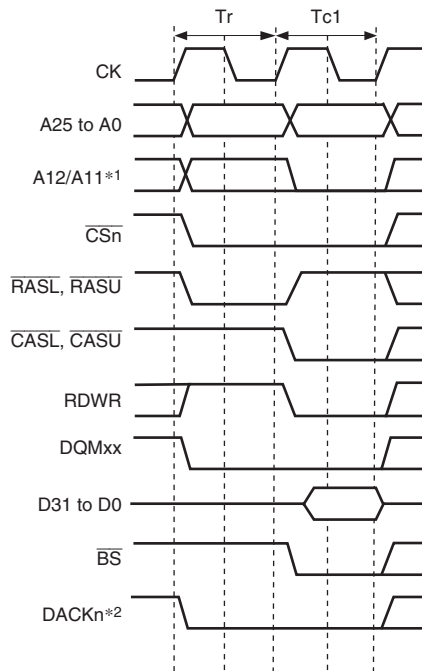 Tr Tc1
CK
A25 to A0
A12/A11*1
CSn
RASL, RASU
CASL, CASU
RDWR
DQMxx
D31 to D0
BS
DACKn*2